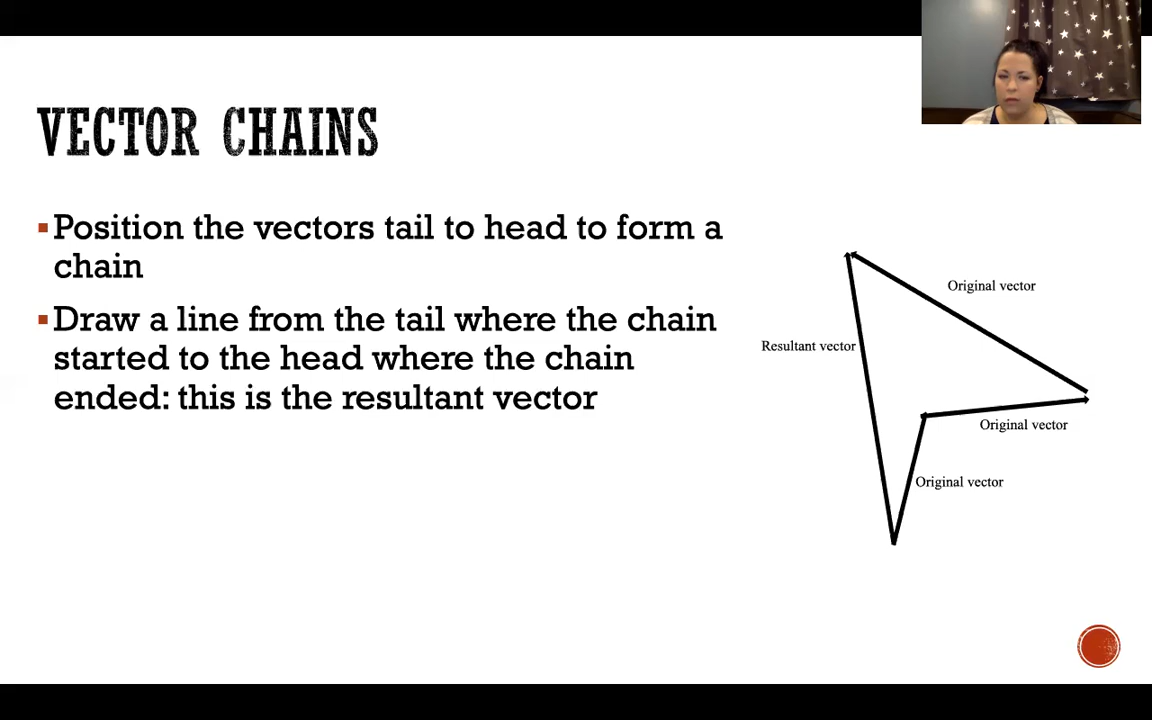 VECTOR CHAINS
Position the vectors tail to head to form a
chain
Draw a line from the tail where the chain
started to the head where the chain
ended: this is the resultant vector
Original vector
Resultant vector
Original vector
Original vector